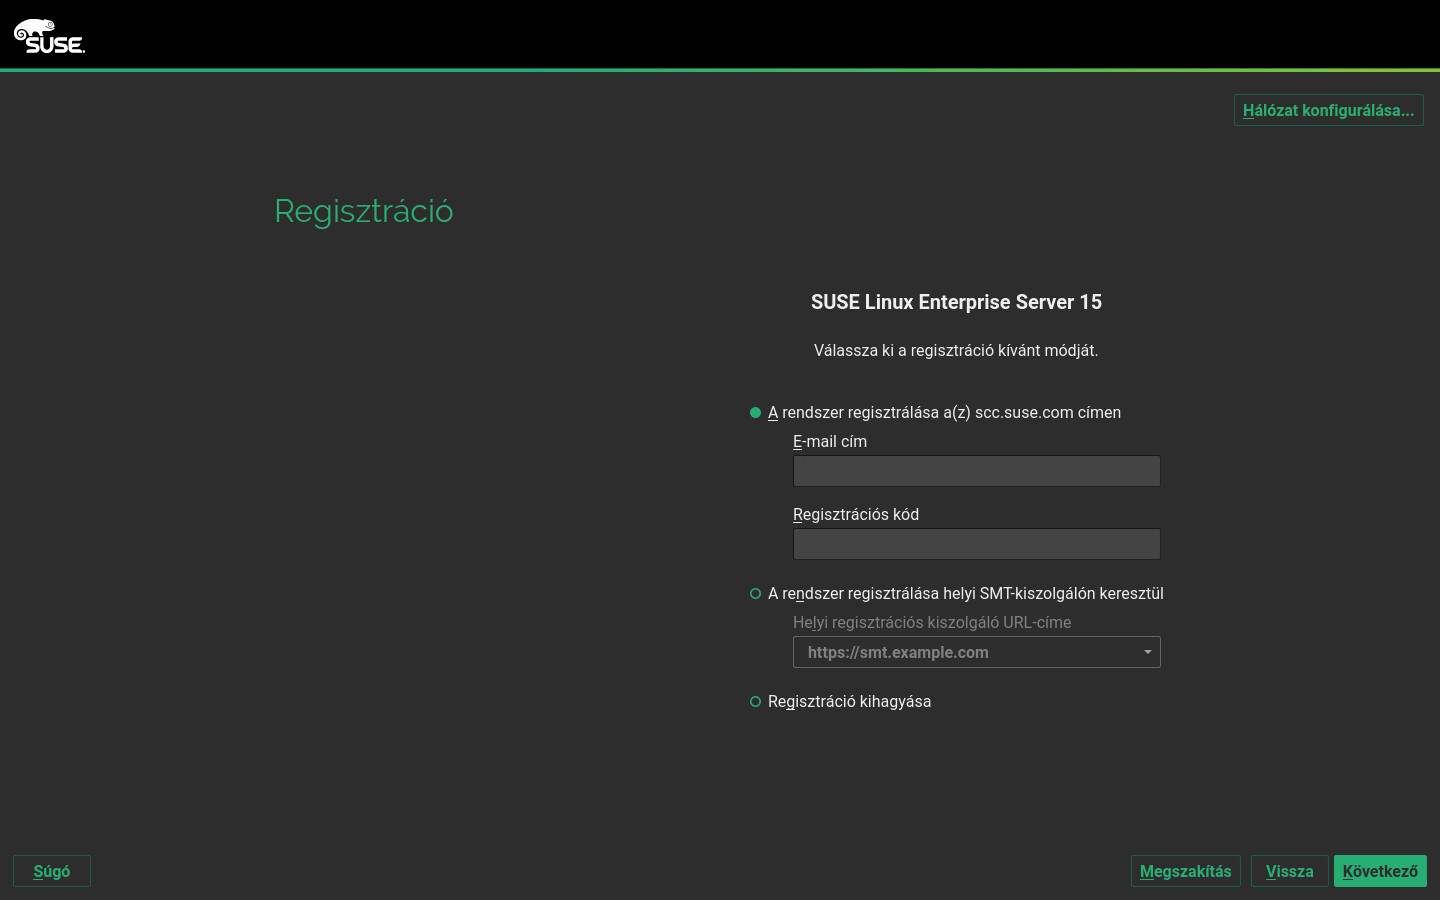 SUSE
Hálózat konfigurálása...
Regisztráció
SUSE Linux Enterprise Server 15
Válassza ki a regisztráció kívánt módját.
A rendszer regisztrálása a(z) scc.suse.com címen
E-mail cím
Regisztrációs kód
A rendszer regisztrálása helyi SMT-kiszolgálón keresztül
Helyi regisztrációs kiszolgáló URL-címe
https://smt.example.com
Regisztráció kihagyása
Súgó
Megszakítás
Vissza
Következő